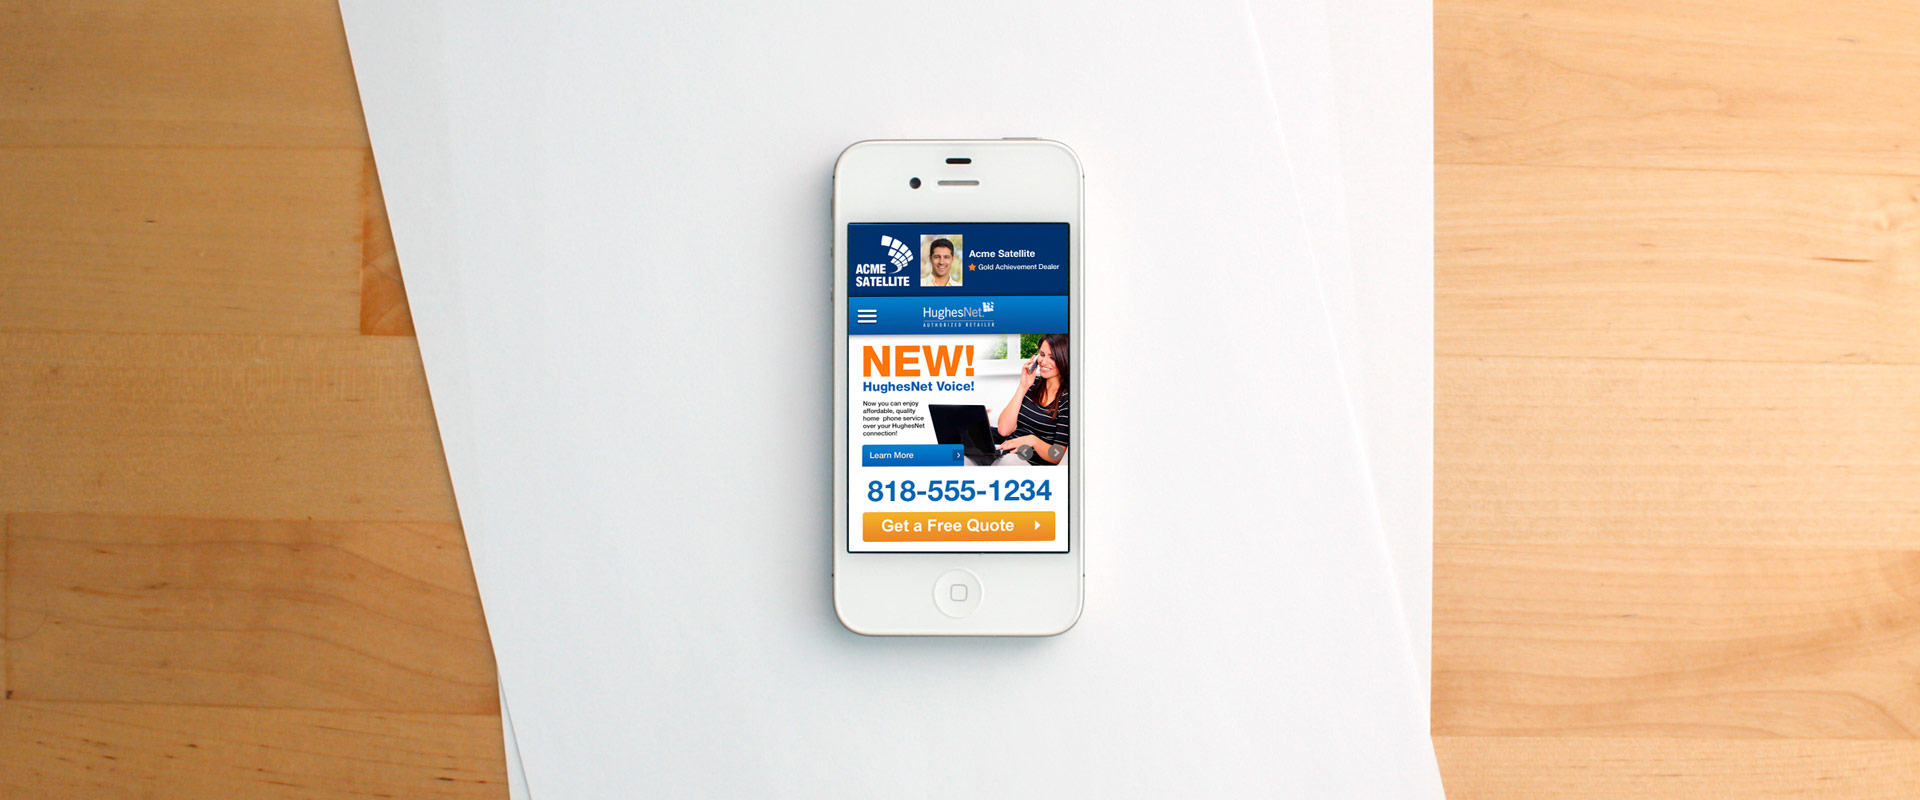 ACME
SATELLITE
Acme Satellite
Gold Achievement Dealer
HughesNet
AUTHORIZED RETAILER
NEW!
HughesNet Voice!
Now you can enjoy
affordable, quality
home phone service
over your HughesNet
connection!
Learn More
818-555-1234
Get a Free Quote